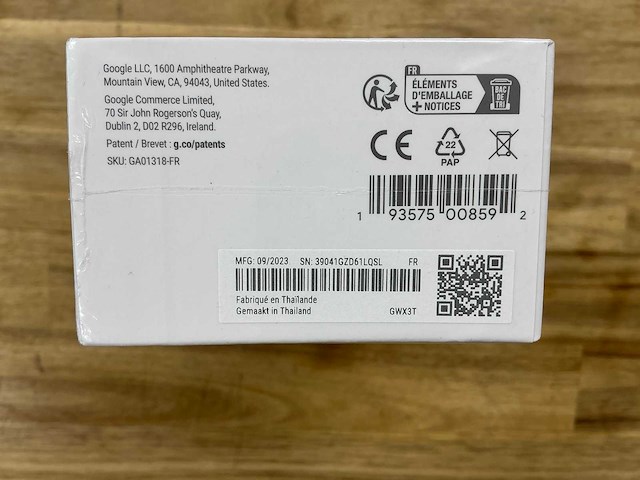 Google LLC, 1600 Amphitheatre Parkway,
Mountain View, CA, 94043, United States.
Google Commerce Limited,
70 Sir John Rogerson's Quay,
Dublin 2, D02 R296, Ireland.
Patent / Brevet : g.co/patents
SKU: GA01318-FR
FR
ÉLÉMENTS
D'EMBALLAGE
+ NOTICES
BAC
DE
TRI
CE
22
PAP
1 93575 00859 2
MFG: 09/2023 SN: 39041GZD61LQSL FR
Fabriqué en Thaïlande
Gemaakt in Thailand GWX3T